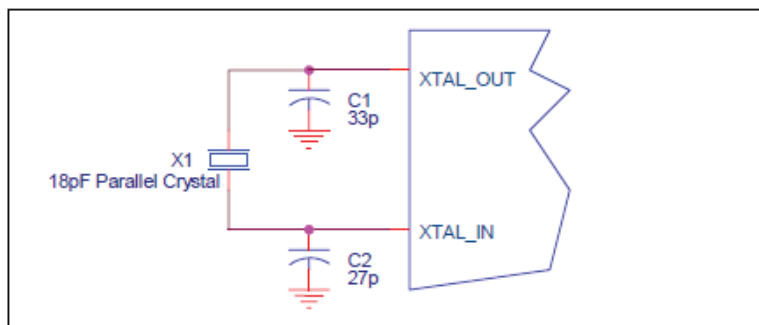 XTAL_OUT
C1
33p
X1
18pF Parallel Crystal
XTAL_IN
C2
27p